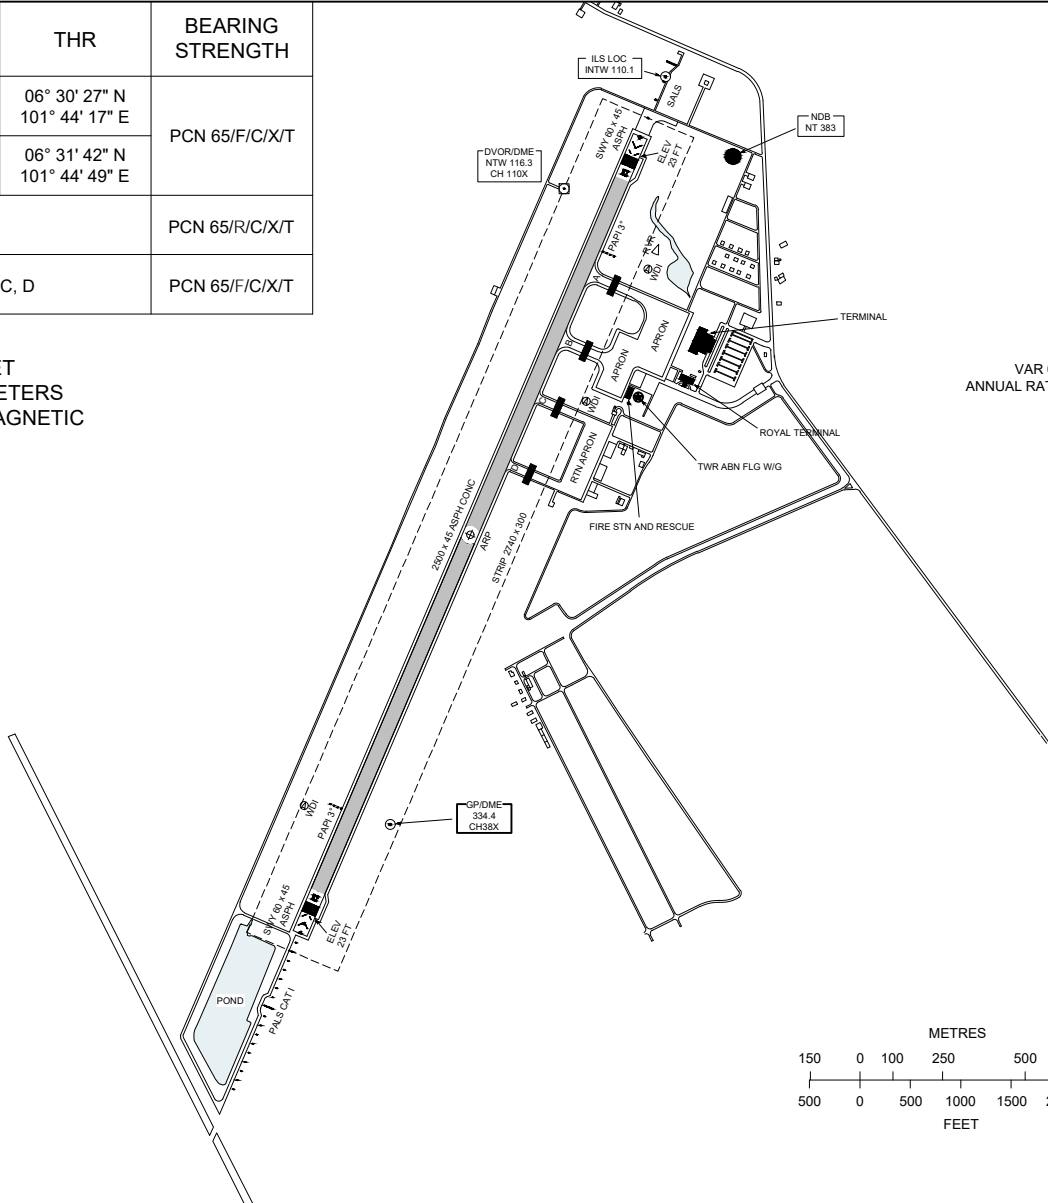 THR
BEARING
STRENGTH
06° 30' 27" N
101° 44' 17" E
PCN 65/F/C/X/T
06° 31' 42" N
101° 44' 49" E
PCN 65/R/C/X/T
C, D
PCN 65/F/C/X/T
ET
ETERS
AGNETIC
VAR
ANNUAL RAT
ILS LOC
INTW 110.1
SALS
NDB
NT 383
DVOR/DME
NTW 116.3
CH 110X
SWY 60 x 45
ASPH
ELEV
23 FT
PAPI 3°
RVR
WDI
A
B
C
D
APRON
APRON
TERMINAL
WDI
ROYAL TERMINAL
RTN APRON
TWR ABN FLG W/G
FIRE STN AND RESCUE
2500 x 45 ASPH CONC
ARP
STRIP 2740 x 300
WDI
PAPI 3°
GP/DME
334.4
CH38X
SWY 60 x 45
ASPH
ELEV
23 FT
POND
PALS CAT I
METRES
150 0 100 250 500
500 0 500 1000 1500
FEET